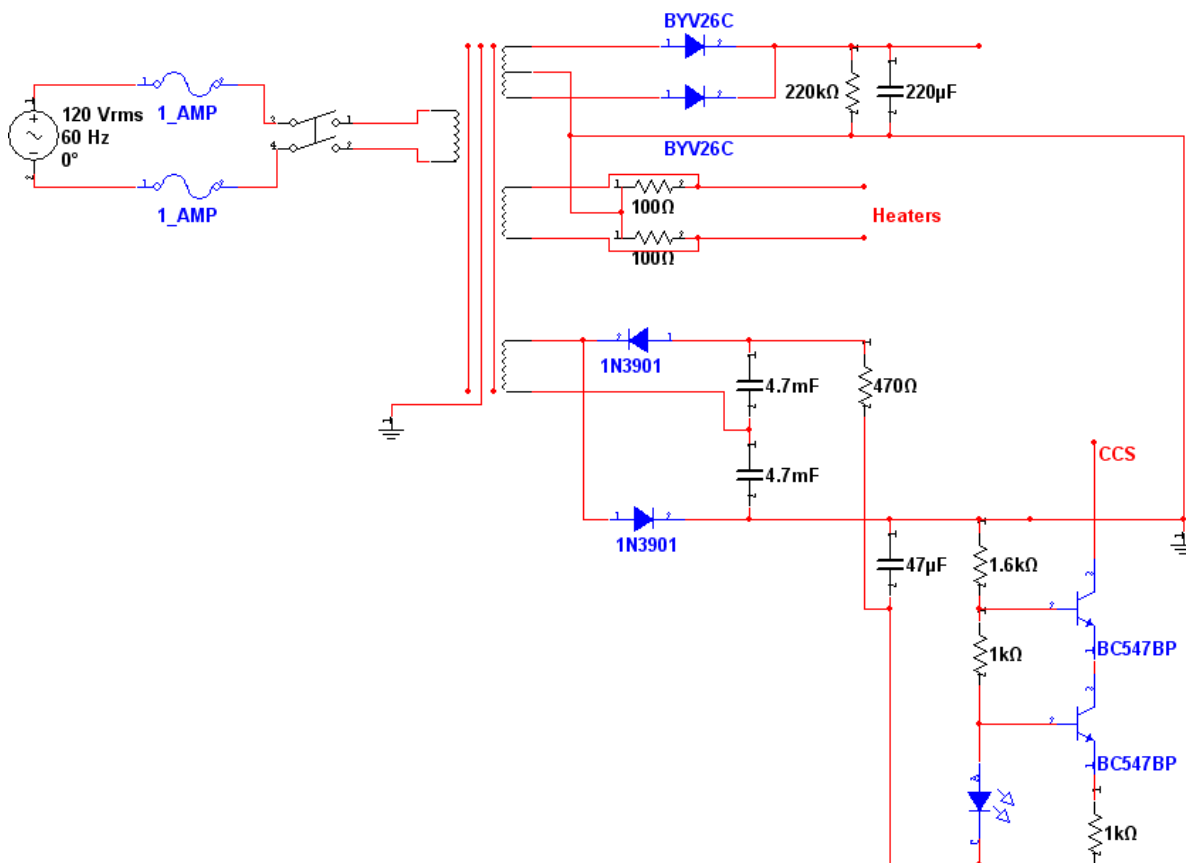 BYV26C
1_AMP
120 Vrms
60 Hz
0°
1_AMP
220kΩ
220µF
BYV26C
100Ω
100Ω
Heaters
1N3901
4.7mF
470Ω
4.7mF
CCS
1N3901
47µF
1.6kΩ
1kΩ
BC547BP
BC547BP
1kΩ